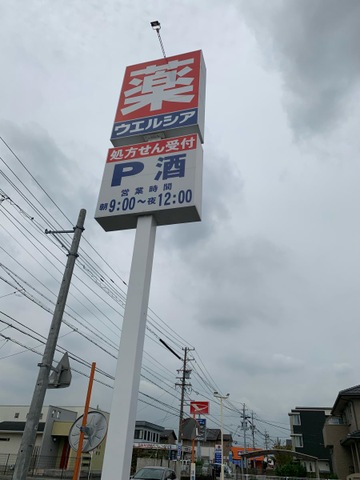 薬
ウエルシア
処方せん受付
P 酒
営業時間
朝9:00〜夜12:00